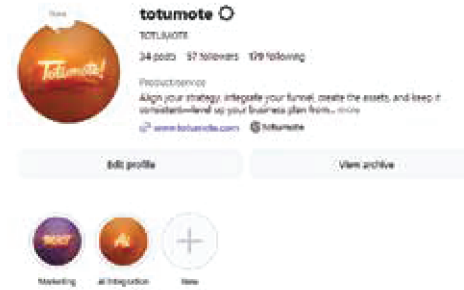 Note
totumote
TOTUMOTE
Totumote!
34 posts 57 followers 179 following
Product/service
Align your strategy, integrate your funnel, create the assets, and keep it
consistent—level up your business plan from... more
www.totumote.com totumote
Edit profile View archive
Ai
Marketing ai integration New